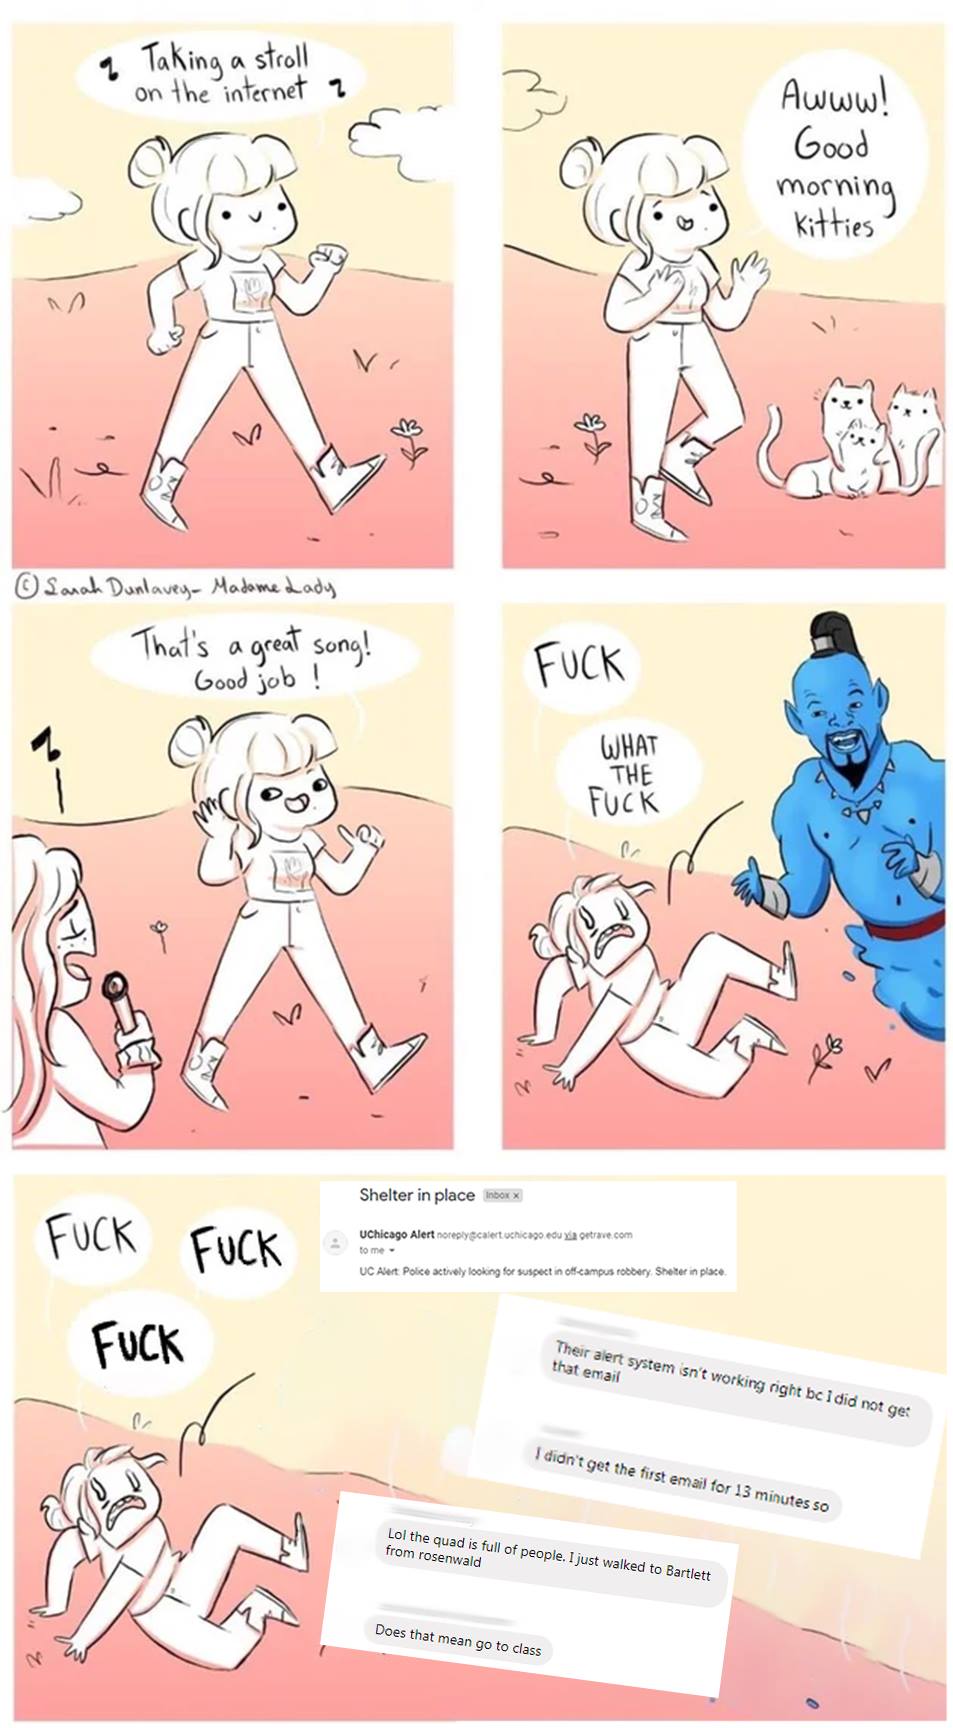 Taking a stroll
on the internet
Awww!
Good
morning
kitties
© Sarah Dunlavey- Madame Lady
That's a great song!
Good job !
FUCK
WHAT
THE
FUCK
FUCK
FUCK
FUCK
Shelter in place Inbox x
UChicago Alert noreply@calert.uchicago.edu via getrave.com
to me
UC Alert: Police actively looking for suspect in off-campus robbery. Shelter in place.
Their alert system isn't working right bc I did not get
that email
I didn't get the first email for 13 minutes so
Lol the quad is full of people. I just walked to Bartlett
from rosenwald
Does that mean go to class